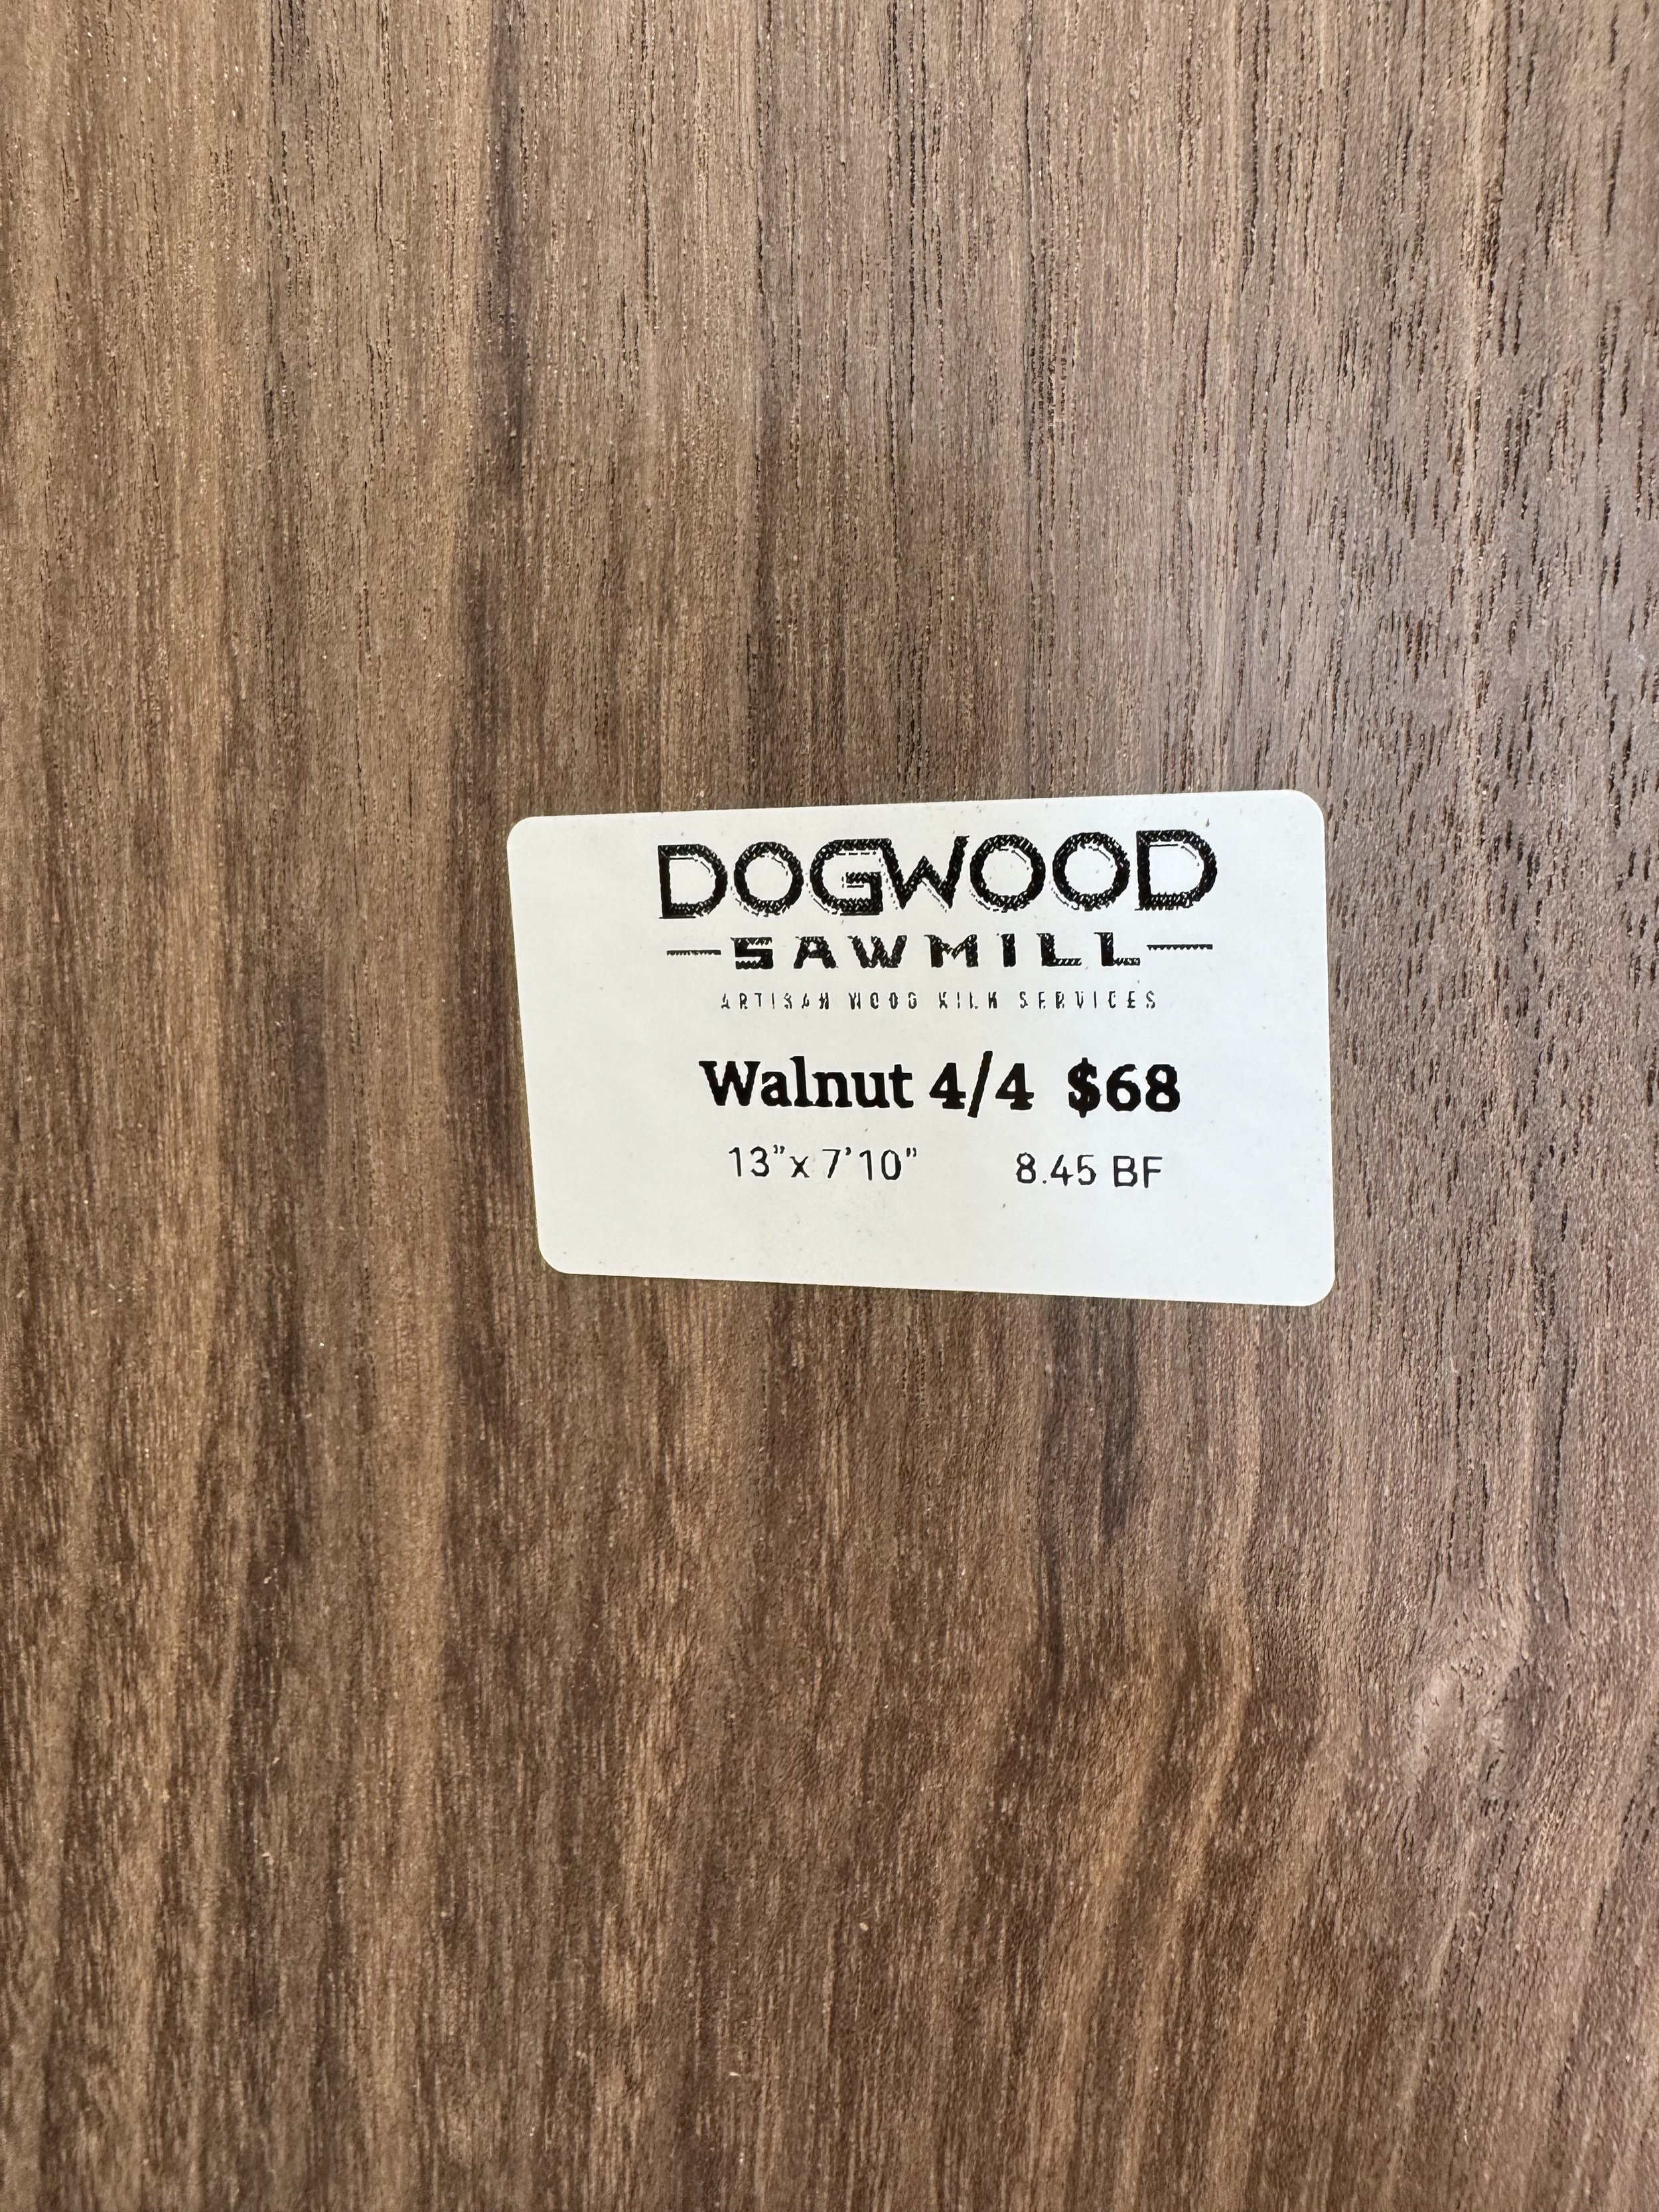 DOGWOOD
SAWMILL
ARTISAN WOOD KILN SERVICES
Walnut 4/4 $68
13"x 7'10" 8.45 BF